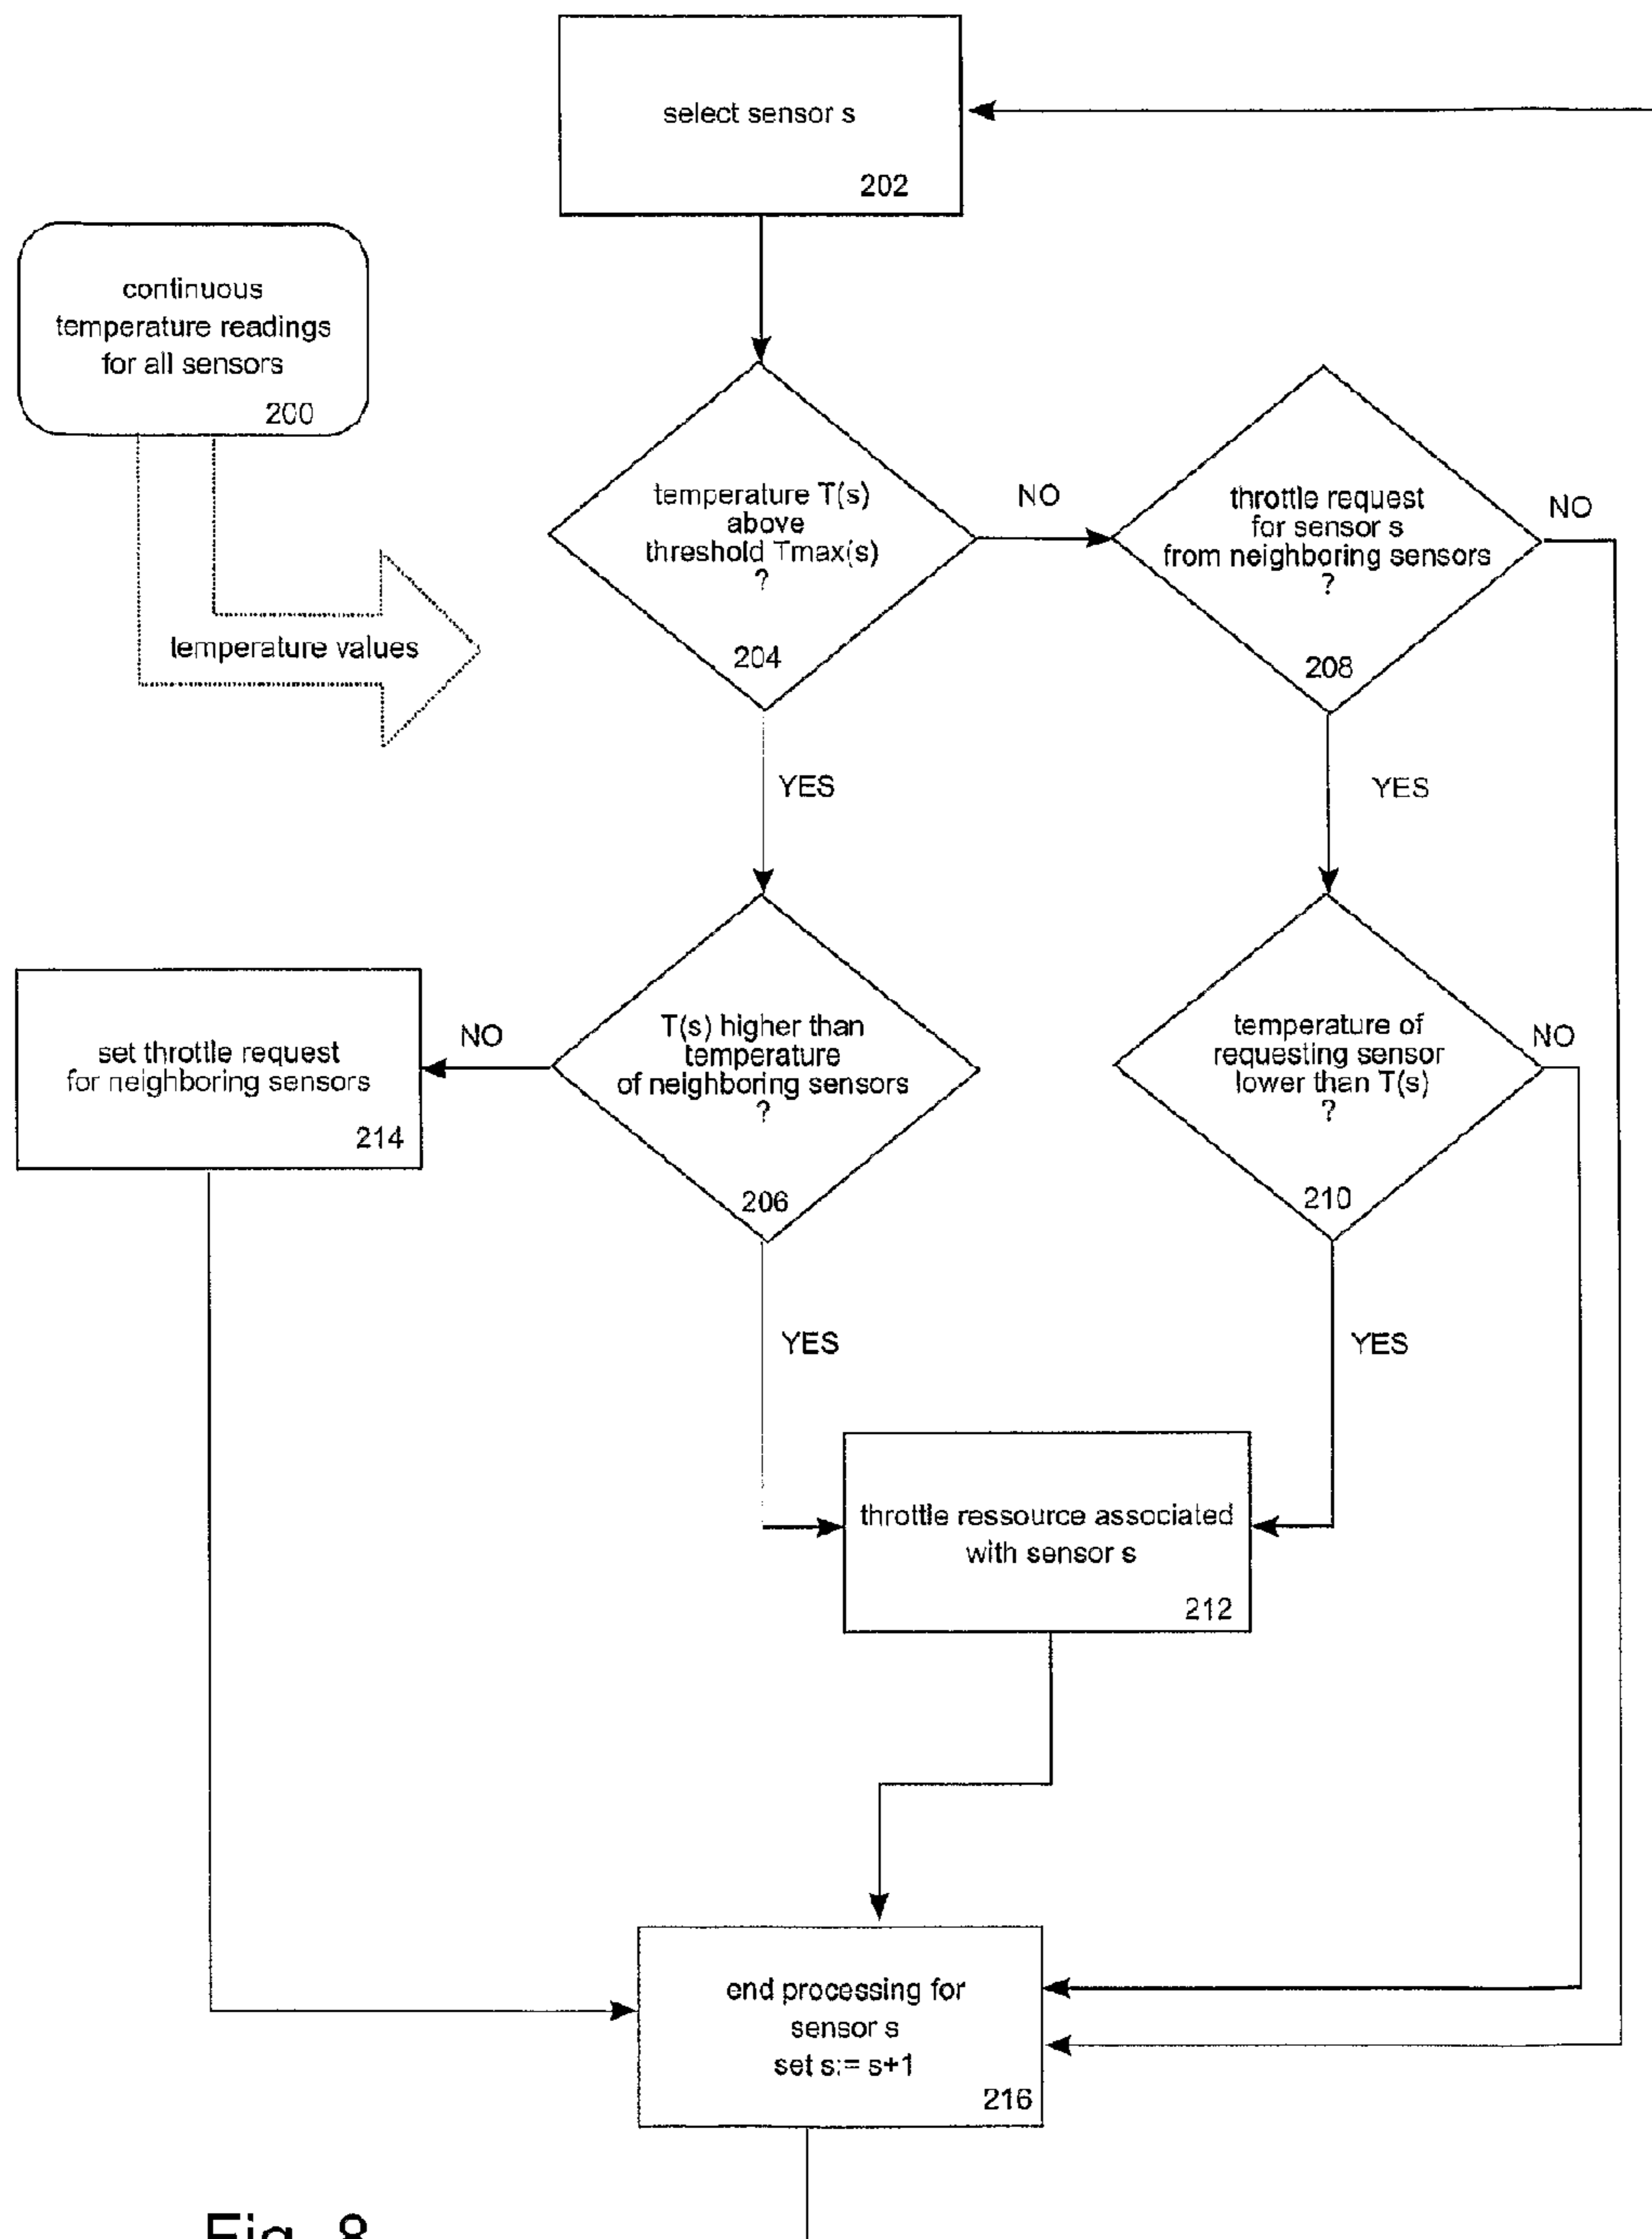 select sensor s
202
continuous
temperature readings
for all sensors
200
temperature values
temperature T(s)
above
threshold Tmax(s)
?
204
NO
throttle request
for sensor s
from neighboring sensors
?
208
NO
YES
YES
set throttle request
for neighboring sensors
214
NO
T(s) higher than
temperature
of neighboring sensors
?
206
temperature of
requesting sensor
lower than T(s)
?
210
NO
YES
YES
throttle ressource associated
with sensor s
212
end processing for
sensor s
set s:= s+1
216
Fig. 8